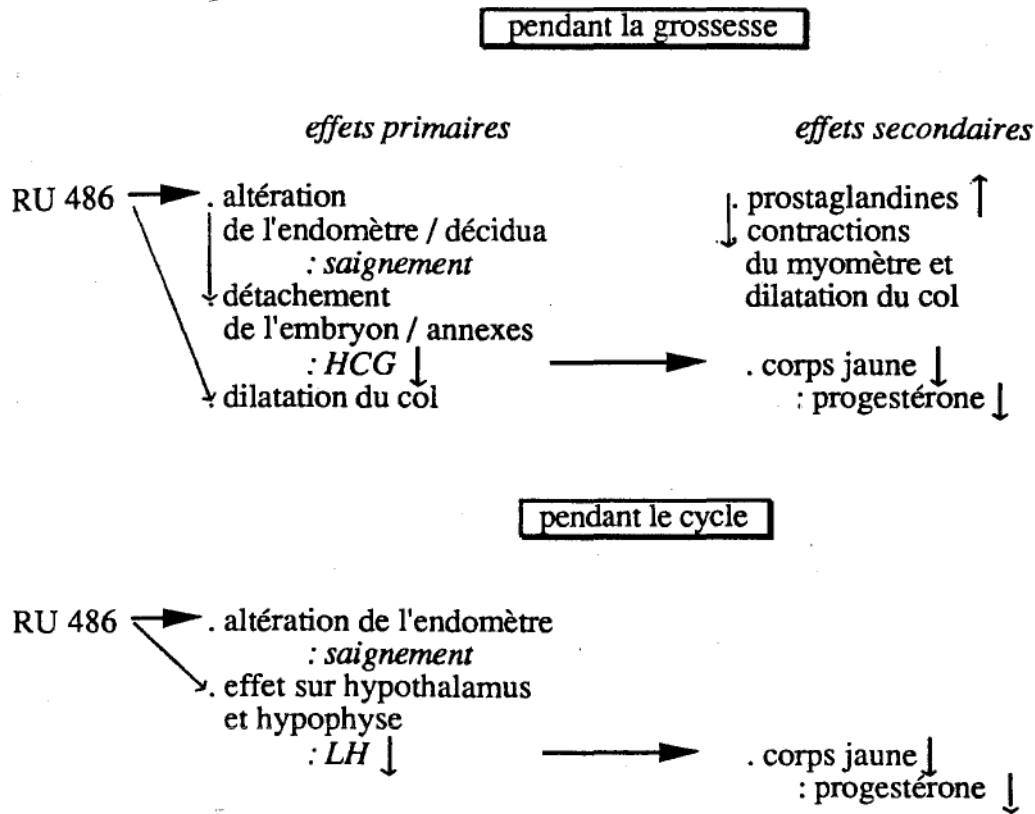 pendant la grossesse
effets primaires
effets secondaires
RU 486
. altération
de l'endomètre / décidua
: saignement
. détachement
de l'embryon / annexes
: HCG ↓
. dilatation du col
. prostaglandines ↑
contractions
du myomètre et
dilatation du col
. corps jaune ↓
: progestérone ↓
pendant le cycle
RU 486
. altération de l'endomètre
: saignement
. effet sur hypothalamus
et hypophyse
: LH ↓
. corps jaune ↓
: progestérone ↓